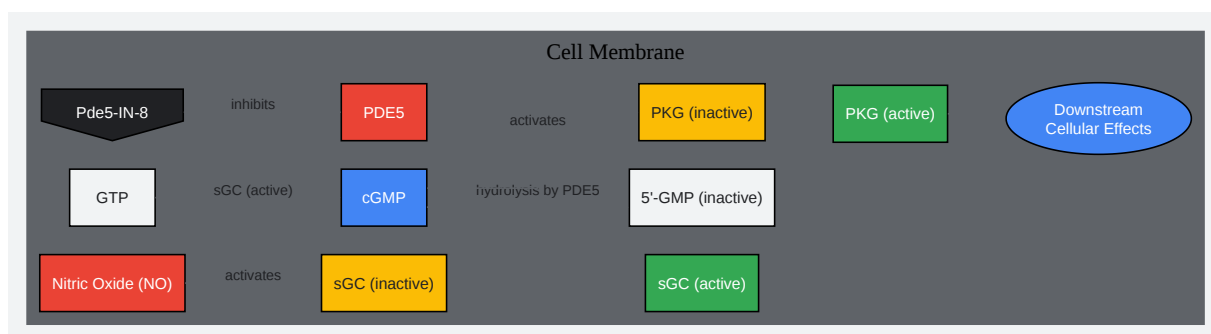 Cell Membrane
Pde5-IN-8
inhibits
PDE5
activates
PKG (inactive)
PKG (active)
Downstream
Cellular Effects
GTP
sGC (active)
cGMP
hydrolysis by PDE5
5'-GMP (inactive)
Nitric Oxide (NO)
activates
sGC (inactive)
sGC (active)